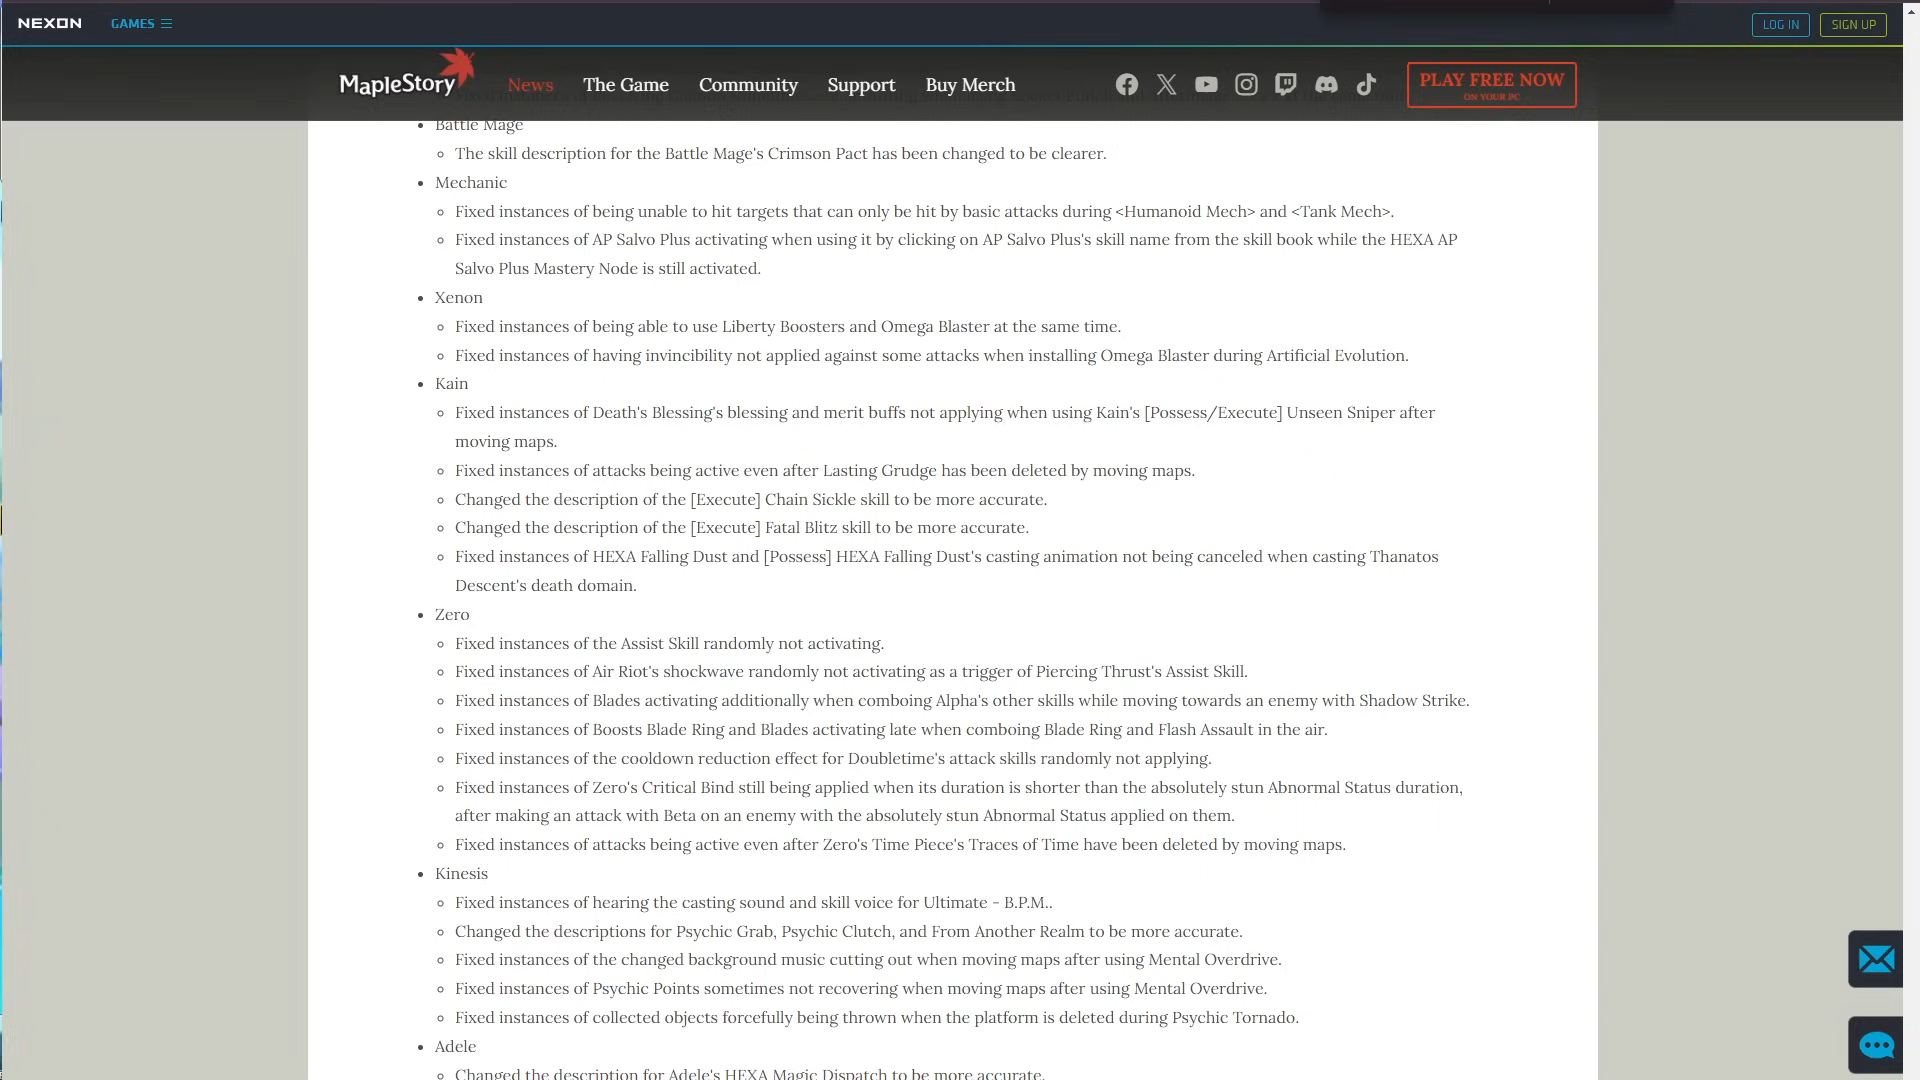 NEXON GAMES LOG IN SIGN UP
MapleStory News The Game Community Support Buy Merch PLAY FREE NOW
ON YOUR PC
Battle Mage
The skill description for the Battle Mage's Crimson Pact has been changed to be clearer.
Mechanic
Fixed instances of being unable to hit targets that can only be hit by basic attacks during <Humanoid Mech> and <Tank Mech>.
Fixed instances of AP Salvo Plus activating when using it by clicking on AP Salvo Plus's skill name from the skill book while the HEXA AP
Salvo Plus Mastery Node is still activated.
Xenon
Fixed instances of being able to use Liberty Boosters and Omega Blaster at the same time.
Fixed instances of having invincibility not applied against some attacks when installing Omega Blaster during Artificial Evolution.
Kain
Fixed instances of Death's Blessing's blessing and merit buffs not applying when using Kain's [Possess/Execute] Unseen Sniper after
moving maps.
Fixed instances of attacks being active even after Lasting Grudge has been deleted by moving maps.
Changed the description of the [Execute] Chain Sickle skill to be more accurate.
Changed the description of the [Execute] Fatal Blitz skill to be more accurate.
Fixed instances of HEXA Falling Dust and [Possess] HEXA Falling Dust's casting animation not being canceled when casting Thanatos
Descent's death domain.
Zero
Fixed instances of the Assist Skill randomly not activating.
Fixed instances of Air Riot's shockwave randomly not activating as a trigger of Piercing Thrust's Assist Skill.
Fixed instances of Blades activating additionally when comboing Alpha's other skills while moving towards an enemy with Shadow Strike.
Fixed instances of Boosts Blade Ring and Blades activating late when comboing Blade Ring and Flash Assault in the air.
Fixed instances of the cooldown reduction effect for Doubletime's attack skills randomly not applying.
Fixed instances of Zero's Critical Bind still being applied when its duration is shorter than the absolutely stun Abnormal Status duration,
after making an attack with Beta on an enemy with the absolutely stun Abnormal Status applied on them.
Fixed instances of attacks being active even after Zero's Time Piece's Traces of Time have been deleted by moving maps.
Kinesis
Fixed instances of hearing the casting sound and skill voice for Ultimate - B.P.M..
Changed the descriptions for Psychic Grab, Psychic Clutch, and From Another Realm to be more accurate.
Fixed instances of the changed background music cutting out when moving maps after using Mental Overdrive.
Fixed instances of Psychic Points sometimes not recovering when moving maps after using Mental Overdrive.
Fixed instances of collected objects forcefully being thrown when the platform is deleted during Psychic Tornado.
Adele
Changed the description for Adele's HEXA Magic Dispatch to be more accurate.